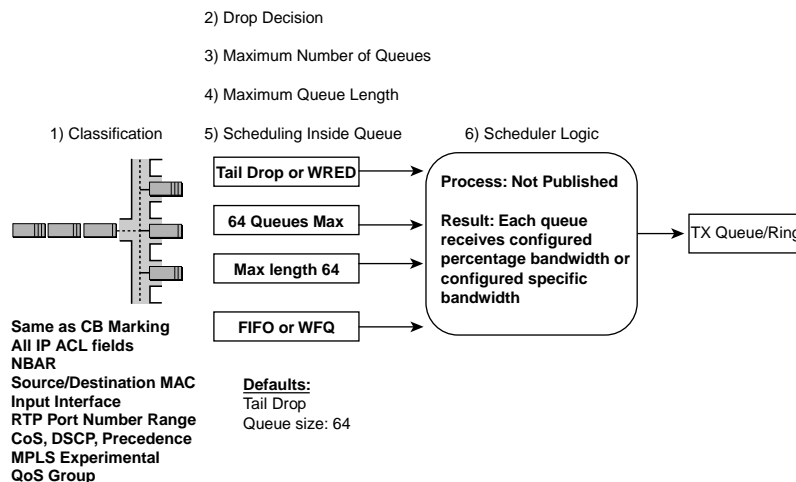 2) Drop Decision
3) Maximum Number of Queues
4) Maximum Queue Length
1) Classification
5) Scheduling Inside Queue
6) Scheduler Logic
Tail Drop or WRED
64 Queues Max
Max length 64
FIFO or WFQ
Process: Not Published
Result: Each queue
receives configured
percentage bandwidth or
configured specific
bandwidth
TX Queue/Ring
Same as CB Marking
All IP ACL fields
NBAR
Source/Destination MAC
Input Interface
RTP Port Number Range
CoS, DSCP, Precedence
MPLS Experimental
QoS Group
Defaults:
Tail Drop
Queue size: 64